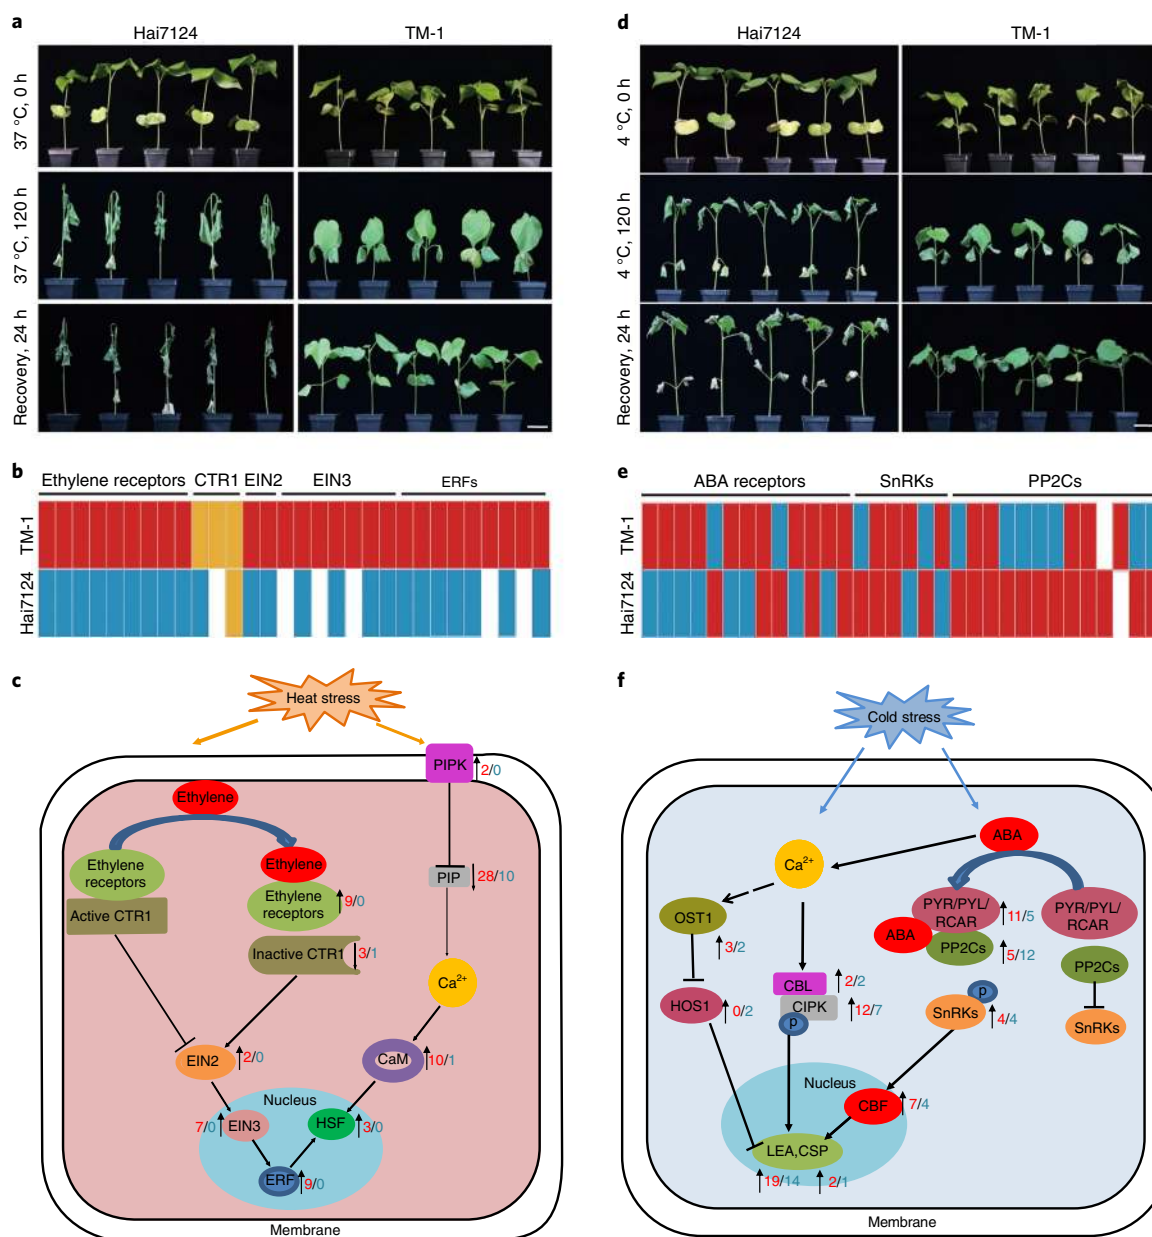 a
Hai7124
TM-1
37 °C, 0 h
37 °C, 120 h
Recovery, 24 h
d
Hai7124
TM-1
4 °C, 0 h
4 °C, 120 h
Recovery, 24 h
b
Ethylene receptors
CTR1
EIN2
EIN3
ERFs
TM-1
Hai7124
e
ABA receptors
SnRKs
PP2Cs
TM-1
Hai7124
c
Heat stress
PIPK
2/0
Ethylene
Ethylene
receptors
Active CTR1
Ethylene
Ethylene
receptors
9/0
Inactive CTR1
3/1
PIP
28/10
Ca2+
EIN2
2/0
CaM
10/1
Nucleus
7/0
EIN3
HSF
3/0
ERF
9/0
Membrane
f
Cold stress
ABA
Ca2+
OST1
3/2
PYR/PYL/
RCAR
11/5
ABA
PP2Cs
5/12
PYR/PYL/
RCAR
PP2Cs
SnRKs
HOS1
0/2
CBL
2/2
CIPK
12/7
p
p
SnRKs
4/4
Nucleus
CBF
7/4
LEA,CSP
19/14
2/1
Membrane